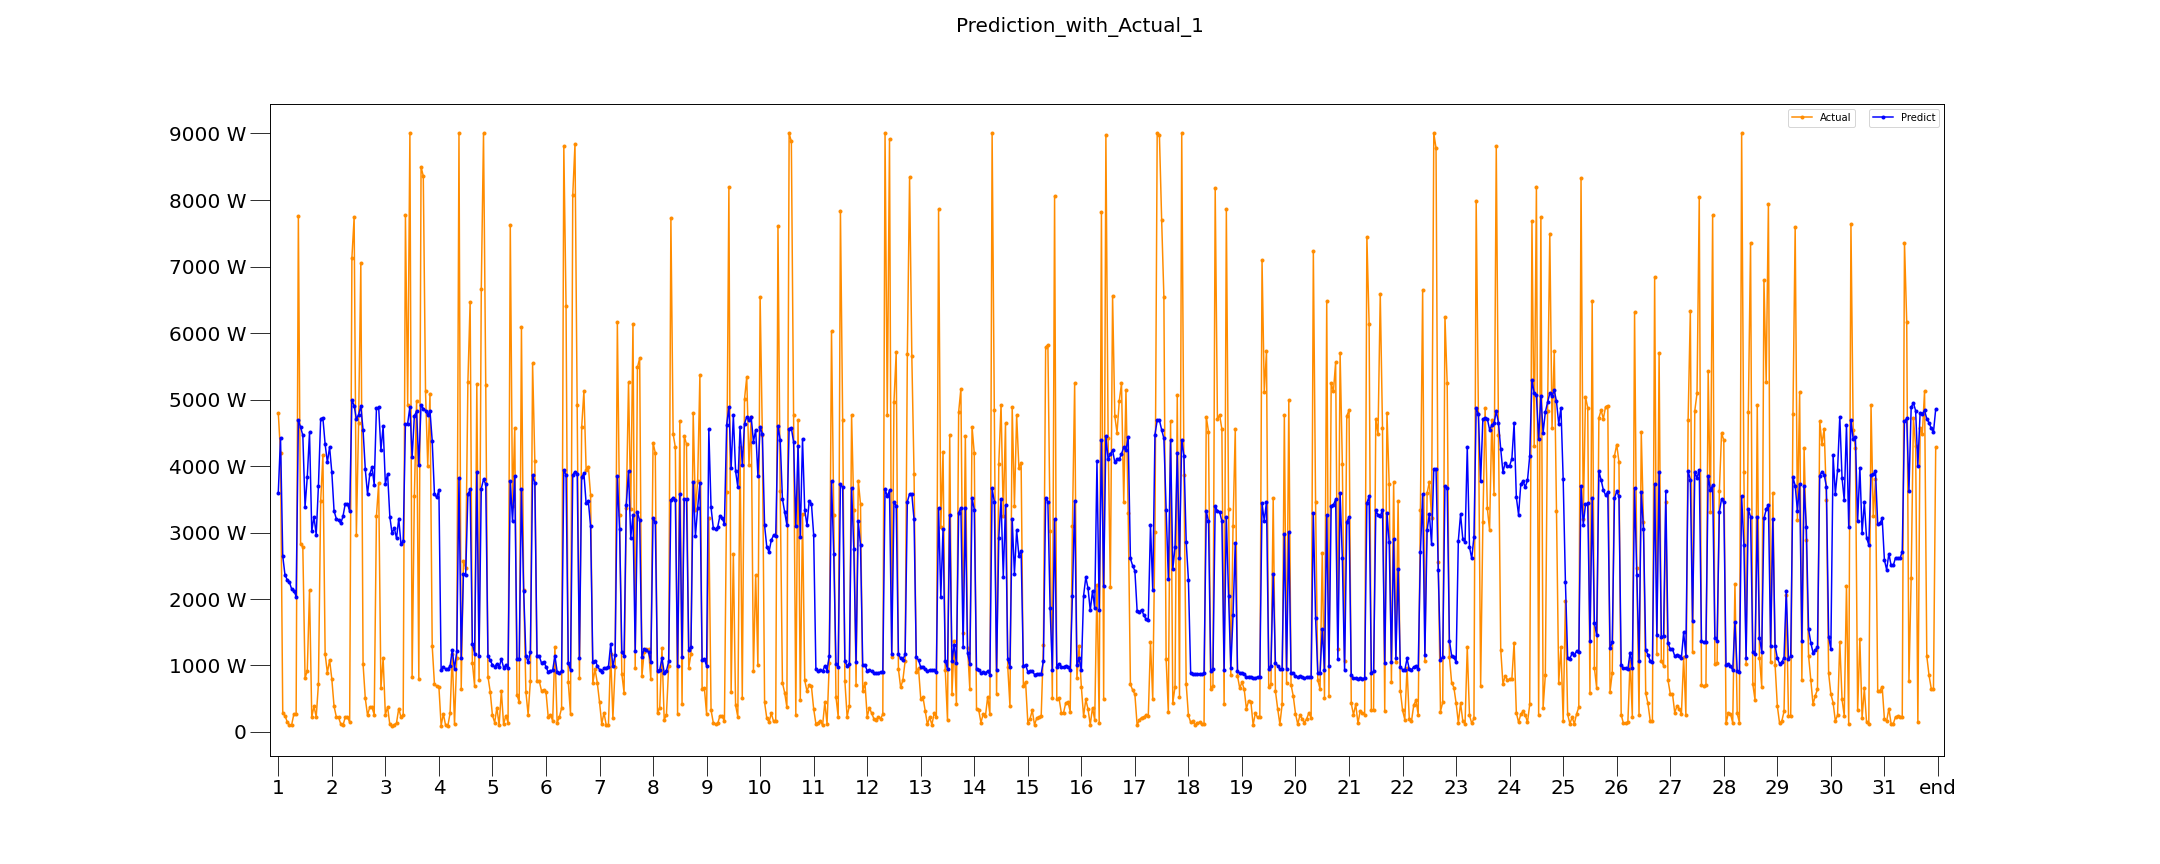 Prediction_with_Actual_1
Actual Predict
9000 W
8000 W
7000 W
6000 W
5000 W
4000 W
3000 W
2000 W
1000 W
0
1 2 3 4 5 6 7 8 9 10 11 12 13 14 15 16 17 18 19 20 21 22 23 24 25 26 27 28 29 30 31 end